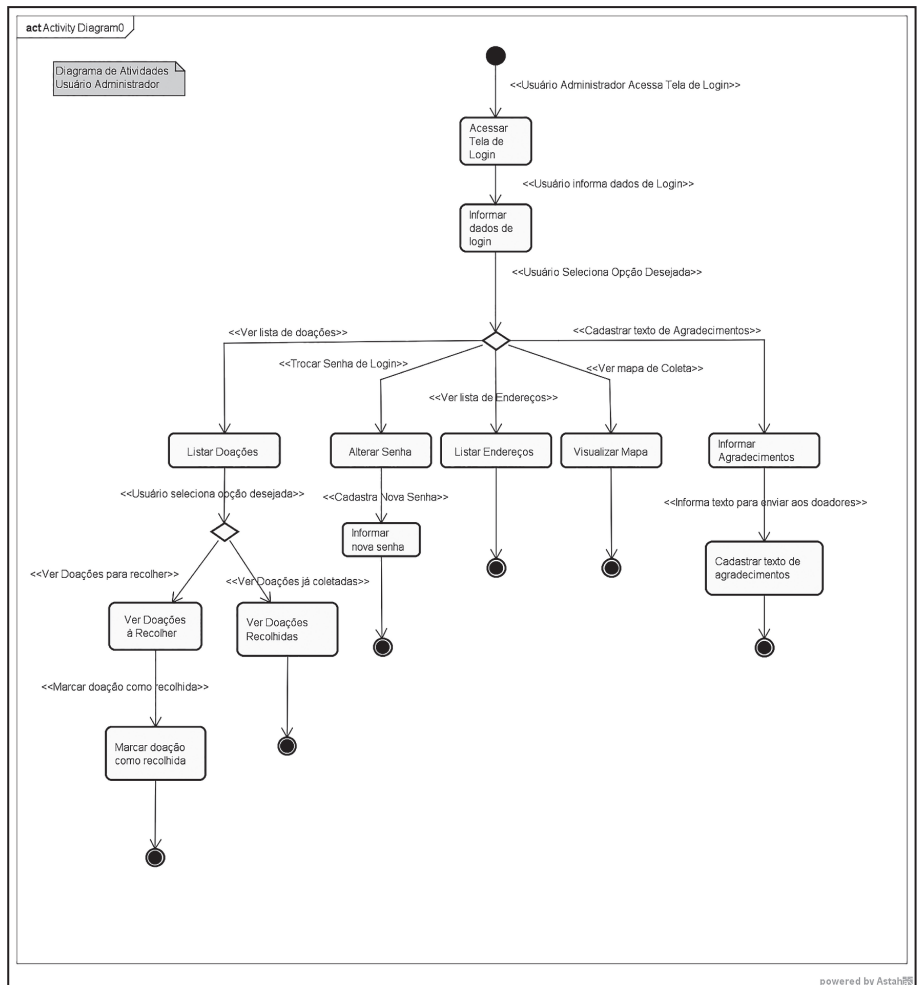 act Activity Diagram0
Diagrama de Atividades
Usuário Administrador
<<Usuário Administrador Acessa Tela de Login>>
Acessar
Tela de
Login
<<Usuário informa dados de Login>>
Informar
dados de
login
<<Usuário Seleciona Opção Desejada>>
<<Ver lista de doações>>
<<Cadastrar texto de Agradecimentos>>
<<Trocar Senha de Login>>
<<Ver mapa de Coleta>>
<<Ver lista de Endereços>>
Listar Doações
Alterar Senha
Listar Endereços
Visualizar Mapa
Informar
Agradecimentos
<<Usuário seleciona opção desejada>>
<<Cadastra Nova Senha>>
<<Informa texto para enviar aos doadores>>
Informar
nova senha
Cadastrar texto de
agradecimentos
<<Ver Doações para recolher>>
<<Ver Doações já coletadas>>
Ver Doações
á Recolher
Ver Doações
Recolhidas
<<Marcar doação como recolhida>>
Marcar doação
como recolhida
powered by Astah